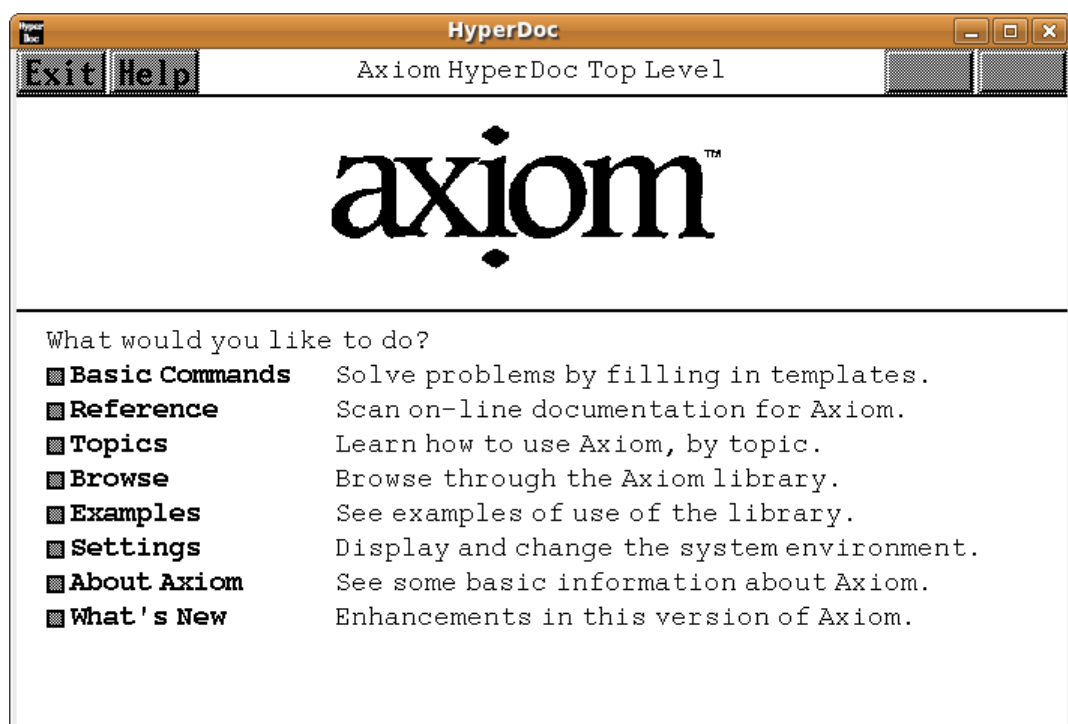 Hyper Doc
HyperDoc
Exit Help Axiom HyperDoc Top Level
axiom™
What would you like to do?
Basic Commands Solve problems by filling in templates.
Reference Scan on-line documentation for Axiom.
Topics Learn how to use Axiom, by topic.
Browse Browse through the Axiom library.
Examples See examples of use of the library.
Settings Display and change the system environment.
About Axiom See some basic information about Axiom.
What's New Enhancements in this version of Axiom.